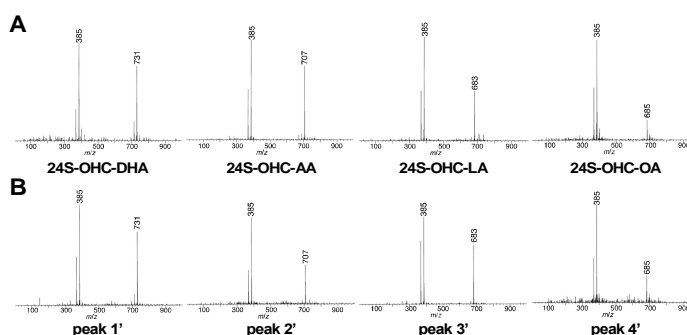 A
385
731
100 300 500 700 900
m/z
24S-OHC-DHA
385
707
100 300 500 700 900
m/z
24S-OHC-AA
385
683
100 300 500 700 900
m/z
24S-OHC-LA
385
685
100 300 500 700 900
m/z
24S-OHC-OA
B
385
731
100 300 500 700 900
m/z
peak 1'
385
707
100 300 500 700 900
m/z
peak 2'
385
683
100 300 500 700 900
m/z
peak 3'
385
685
100 300 500 700 900
m/z
peak 4'